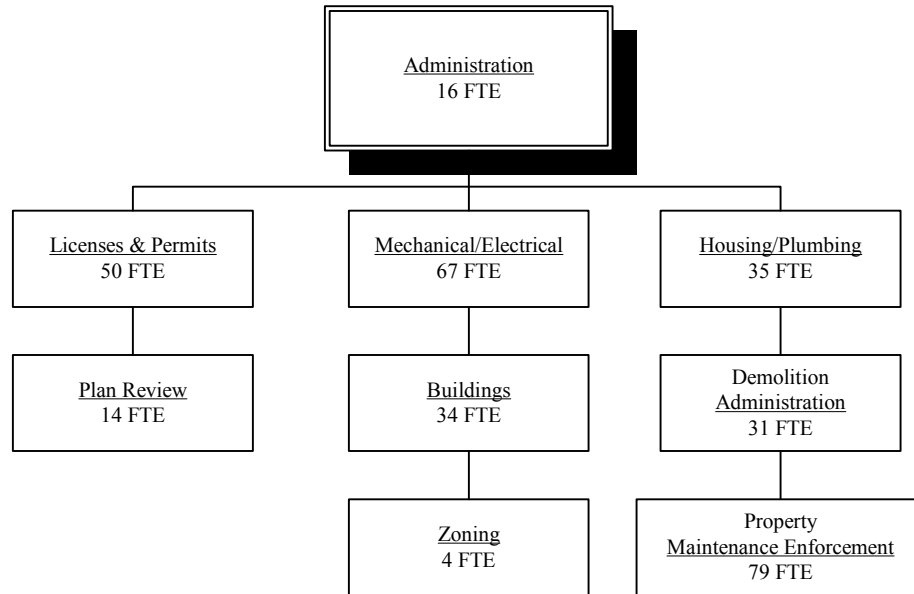 Administration
16 FTE
Licenses & Permits
50 FTE
Mechanical/Electrical
67 FTE
Housing/Plumbing
35 FTE
Plan Review
14 FTE
Buildings
34 FTE
Demolition
Administration
31 FTE
Zoning
4 FTE
Property
Maintenance Enforcement
79 FTE